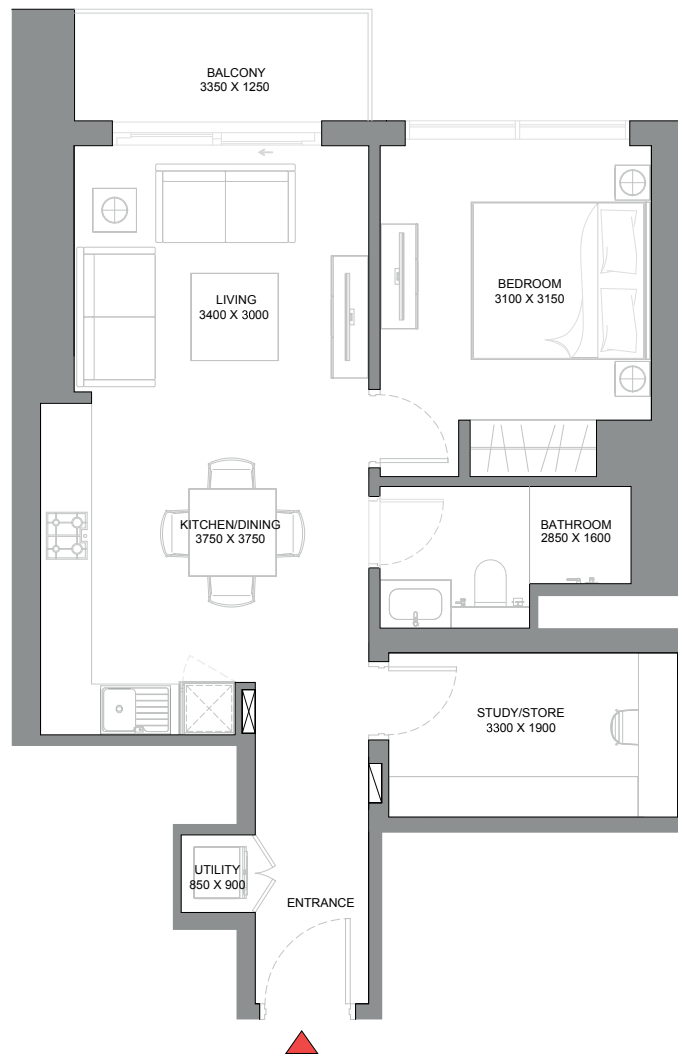 BALCONY
3350 X 1250
LIVING
3400 X 3000
BEDROOM
3100 X 3150
KITCHEN/DINING
3750 X 3750
BATHROOM
2850 X 1600
STUDY/STORE
3300 X 1900
UTILITY
850 X 900
ENTRANCE